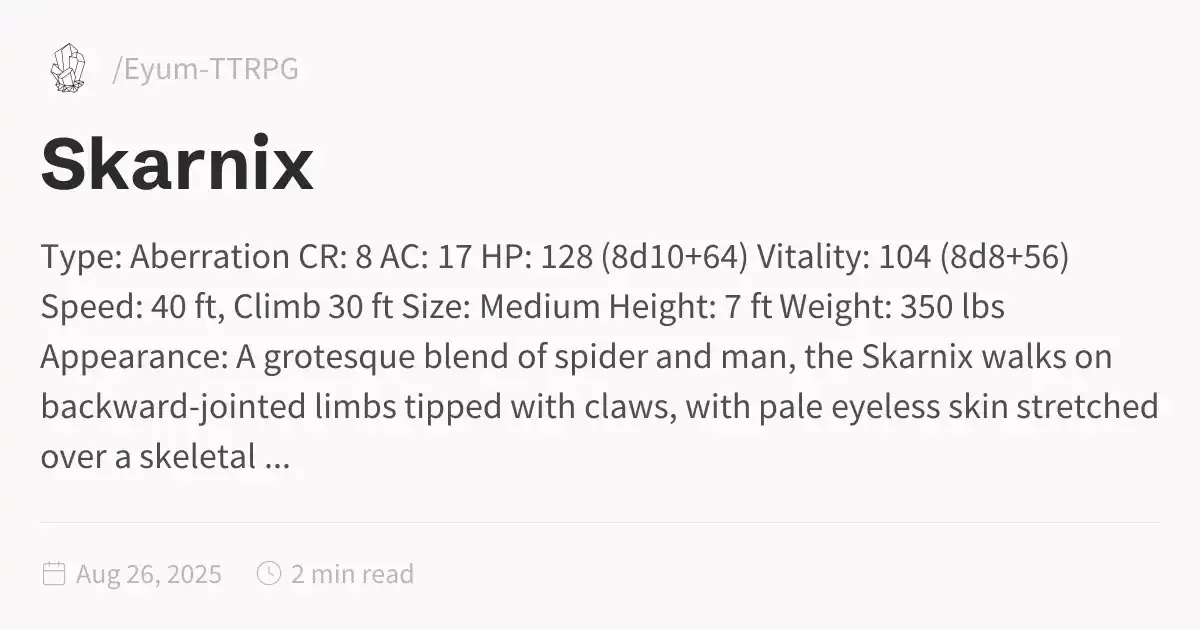 /Eyum-TTRPG
Skarnix
Type: Aberration CR: 8 AC: 17 HP: 128 (8d10+64) Vitality: 104 (8d8+56)
Speed: 40 ft, Climb 30 ft Size: Medium Height: 7 ft Weight: 350 lbs
Appearance: A grotesque blend of spider and man, the Skarnix walks on
backward-jointed limbs tipped with claws, with pale eyeless skin stretched
over a skeletal ...
Aug 26, 2025 2 min read